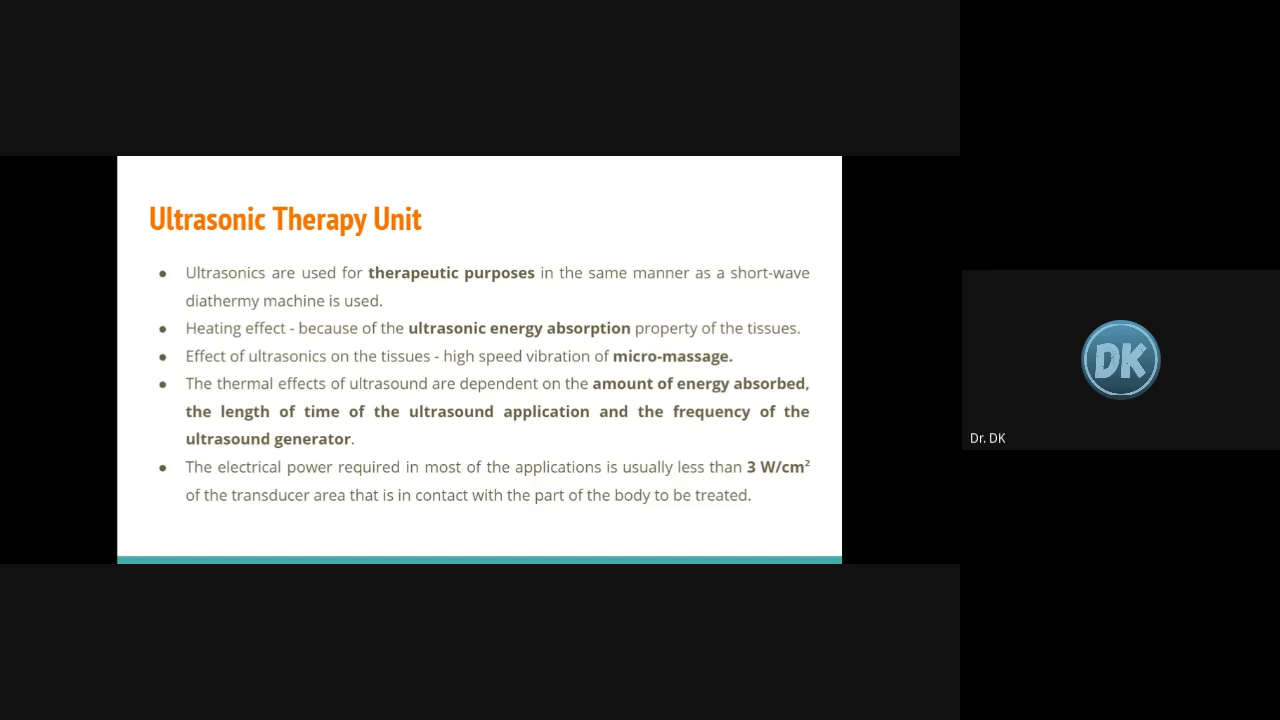 Ultrasonic Therapy Unit
● Ultrasonics are used for therapeutic purposes in the same manner as a short-wave
diathermy machine is used.
● Heating effect - because of the ultrasonic energy absorption property of the tissues.
● Effect of ultrasonics on the tissues - high speed vibration of micro-massage.
● The thermal effects of ultrasound are dependent on the amount of energy absorbed,
the length of time of the ultrasound application and the frequency of the
ultrasound generator.
● The electrical power required in most of the applications is usually less than 3 W/cm²
of the transducer area that is in contact with the part of the body to be treated.
DK
Dr. DK